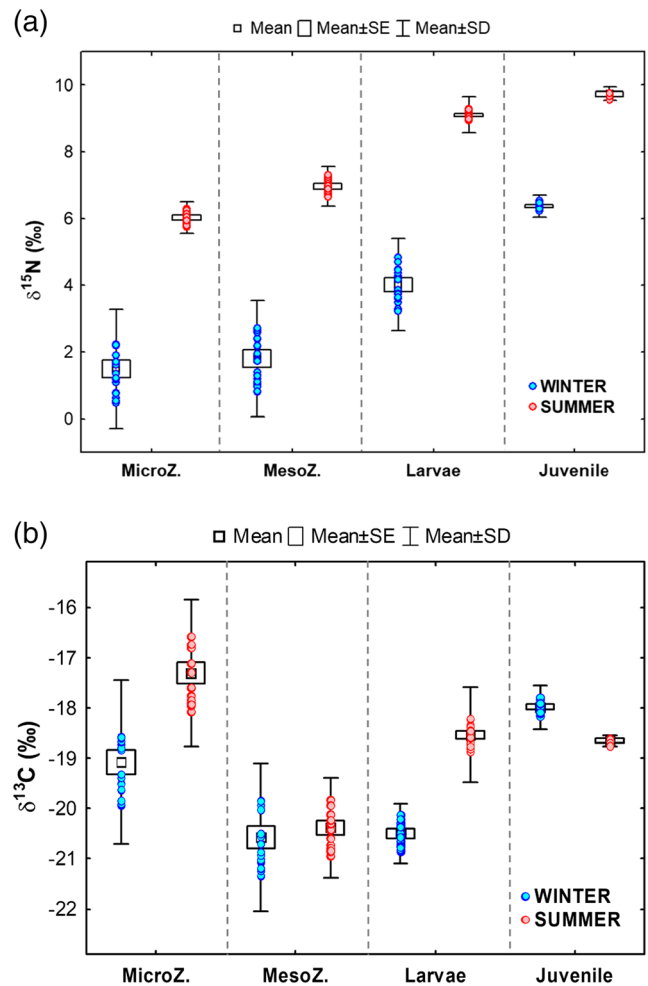 (a)
Mean Mean±SE Mean±SD
10
8
6
4
2
0
δ15N (‰)
WINTER
SUMMER
MicroZ. MesoZ. Larvae Juvenile
(b)
Mean Mean±SE Mean±SD
-16
-17
-18
-19
-20
-21
-22
δ13C (‰)
WINTER
SUMMER
MicroZ. MesoZ. Larvae Juvenile